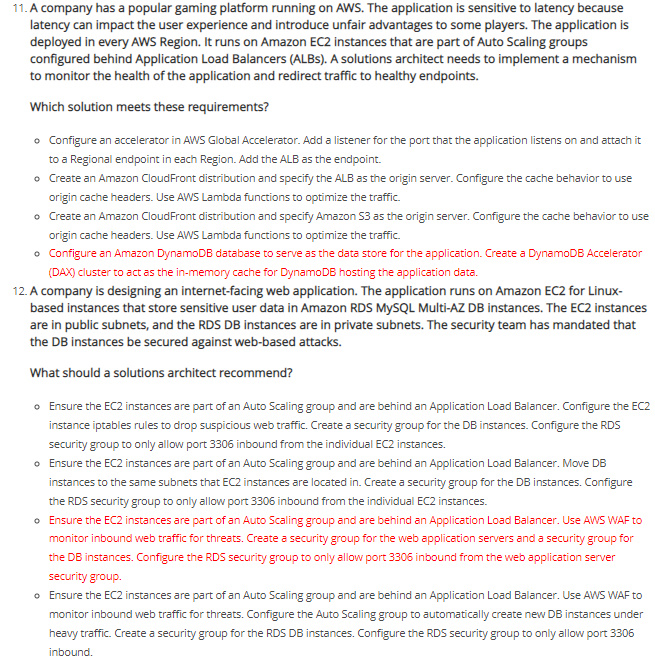 11. A company has a popular gaming platform running on AWS. The application is sensitive to latency because
latency can impact the user experience and introduce unfair advantages to some players. The application is
deployed in every AWS Region. It runs on Amazon EC2 instances that are part of Auto Scaling groups
configured behind Application Load Balancers (ALBs). A solutions architect needs to implement a mechanism
to monitor the health of the application and redirect traffic to healthy endpoints.
Which solution meets these requirements?
Configure an accelerator in AWS Global Accelerator. Add a listener for the port that the application listens on and attach it
to a Regional endpoint in each Region. Add the ALB as the endpoint.
Create an Amazon CloudFront distribution and specify the ALB as the origin server. Configure the cache behavior to use
origin cache headers. Use AWS Lambda functions to optimize the traffic.
Create an Amazon CloudFront distribution and specify Amazon S3 as the origin server. Configure the cache behavior to use
origin cache headers. Use AWS Lambda functions to optimize the traffic.
Configure an Amazon DynamoDB database to serve as the data store for the application. Create a DynamoDB Accelerator
(DAX) cluster to act as the in-memory cache for DynamoDB hosting the application data.
12. A company is designing an internet-facing web application. The application runs on Amazon EC2 for Linux-
based instances that store sensitive user data in Amazon RDS MySQL Multi-AZ DB instances. The EC2 instances
are in public subnets, and the RDS DB instances are in private subnets. The security team has mandated that
the DB instances be secured against web-based attacks.
What should a solutions architect recommend?
Ensure the EC2 instances are part of an Auto Scaling group and are behind an Application Load Balancer. Configure the EC2
instance iptables rules to drop suspicious web traffic. Create a security group for the DB instances. Configure the RDS
security group to only allow port 3306 inbound from the individual EC2 instances.
Ensure the EC2 instances are part of an Auto Scaling group and are behind an Application Load Balancer. Move DB
instances to the same subnets that EC2 instances are located in. Create a security group for the DB instances. Configure
the RDS security group to only allow port 3306 inbound from the individual EC2 instances.
Ensure the EC2 instances are part of an Auto Scaling group and are behind an Application Load Balancer. Use AWS WAF to
monitor inbound web traffic for threats. Create a security group for the web application servers and a security group for
the DB instances. Configure the RDS security group to only allow port 3306 inbound from the web application server
security group.
Ensure the EC2 instances are part of an Auto Scaling group and are behind an Application Load Balancer. Use AWS WAF to
monitor inbound web traffic for threats. Configure the Auto Scaling group to automatically create new DB instances under
heavy traffic. Create a security group for the RDS DB instances. Configure the RDS security group to only allow port 3306
inbound.